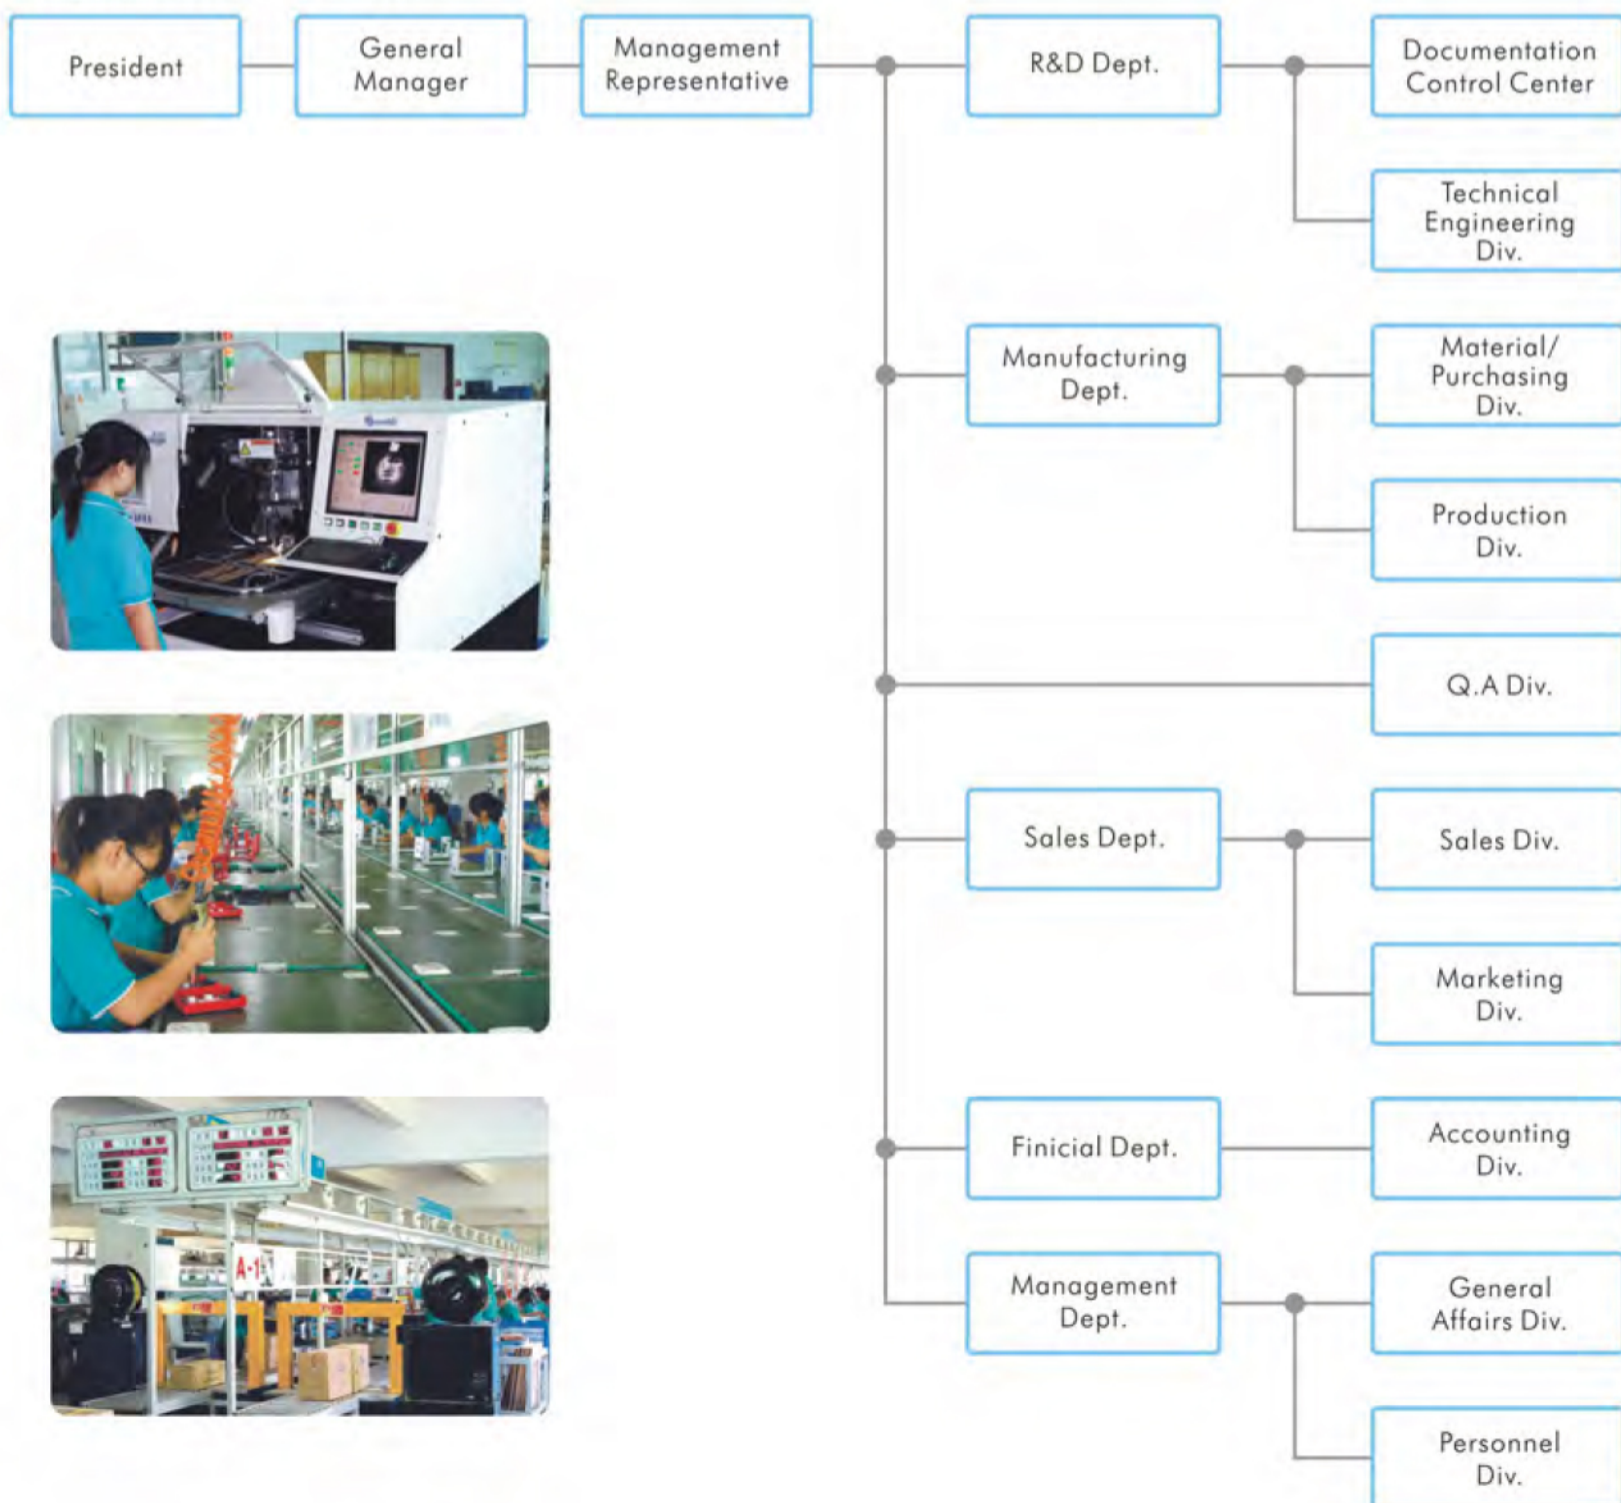 President
General
Manager
Management
Representative
R&D Dept.
Documentation
Control Center
Technical
Engineering
Div.
Manufacturing
Dept.
Material/
Purchasing
Div.
Production
Div.
Q.A Div.
Sales Dept.
Sales Div.
Marketing
Div.
Finicial Dept.
Accounting
Div.
Management
Dept.
General
Affairs Div.
Personnel
Div.
A-1